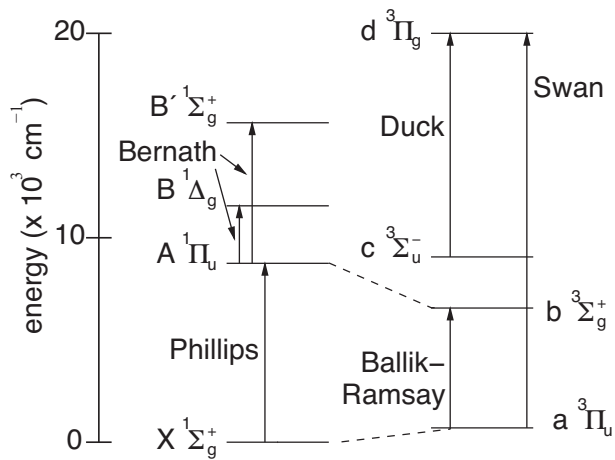 20
10
0
energy (x 10³ cm⁻¹)
B´ ¹Σg⁺
Bernath
B ¹Δg
A ¹Πu
Phillips
X ¹Σg⁺
d ³Πg
Swan
Duck
c ³Σu⁻
b ³Σg⁺
Ballik–
Ramsay
a ³Πu